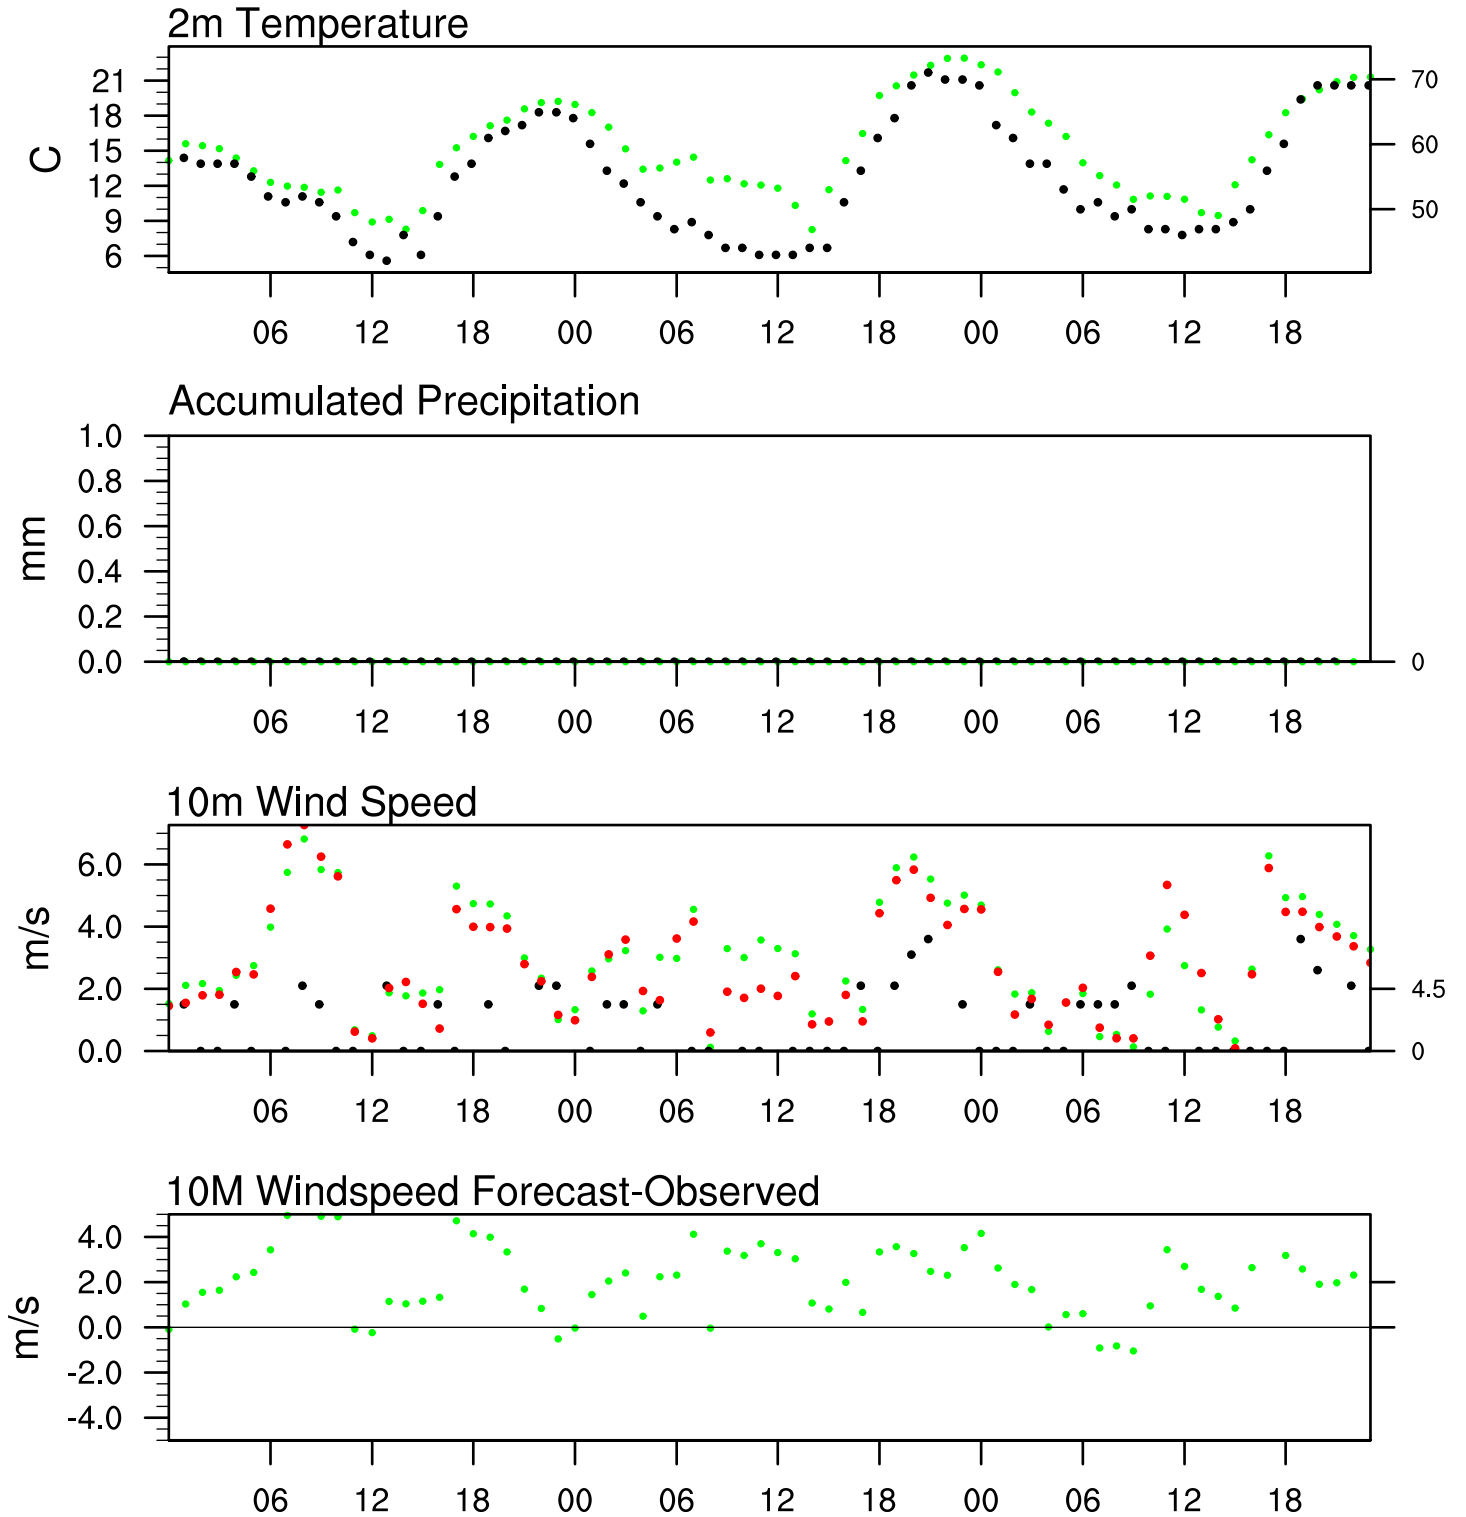 2m Temperature
21
18
15
12
9
6
C
70
60
50
06 12 18 00 06 12 18 00 06 12 18
Accumulated Precipitation
1.0
0.8
0.6
0.4
0.2
0.0
mm
0
06 12 18 00 06 12 18 00 06 12 18
10m Wind Speed
6.0
4.0
2.0
0.0
m/s
4.5
0
06 12 18 00 06 12 18 00 06 12 18
10M Windspeed Forecast-Observed
4.0
2.0
0.0
-2.0
-4.0
m/s
06 12 18 00 06 12 18 00 06 12 18